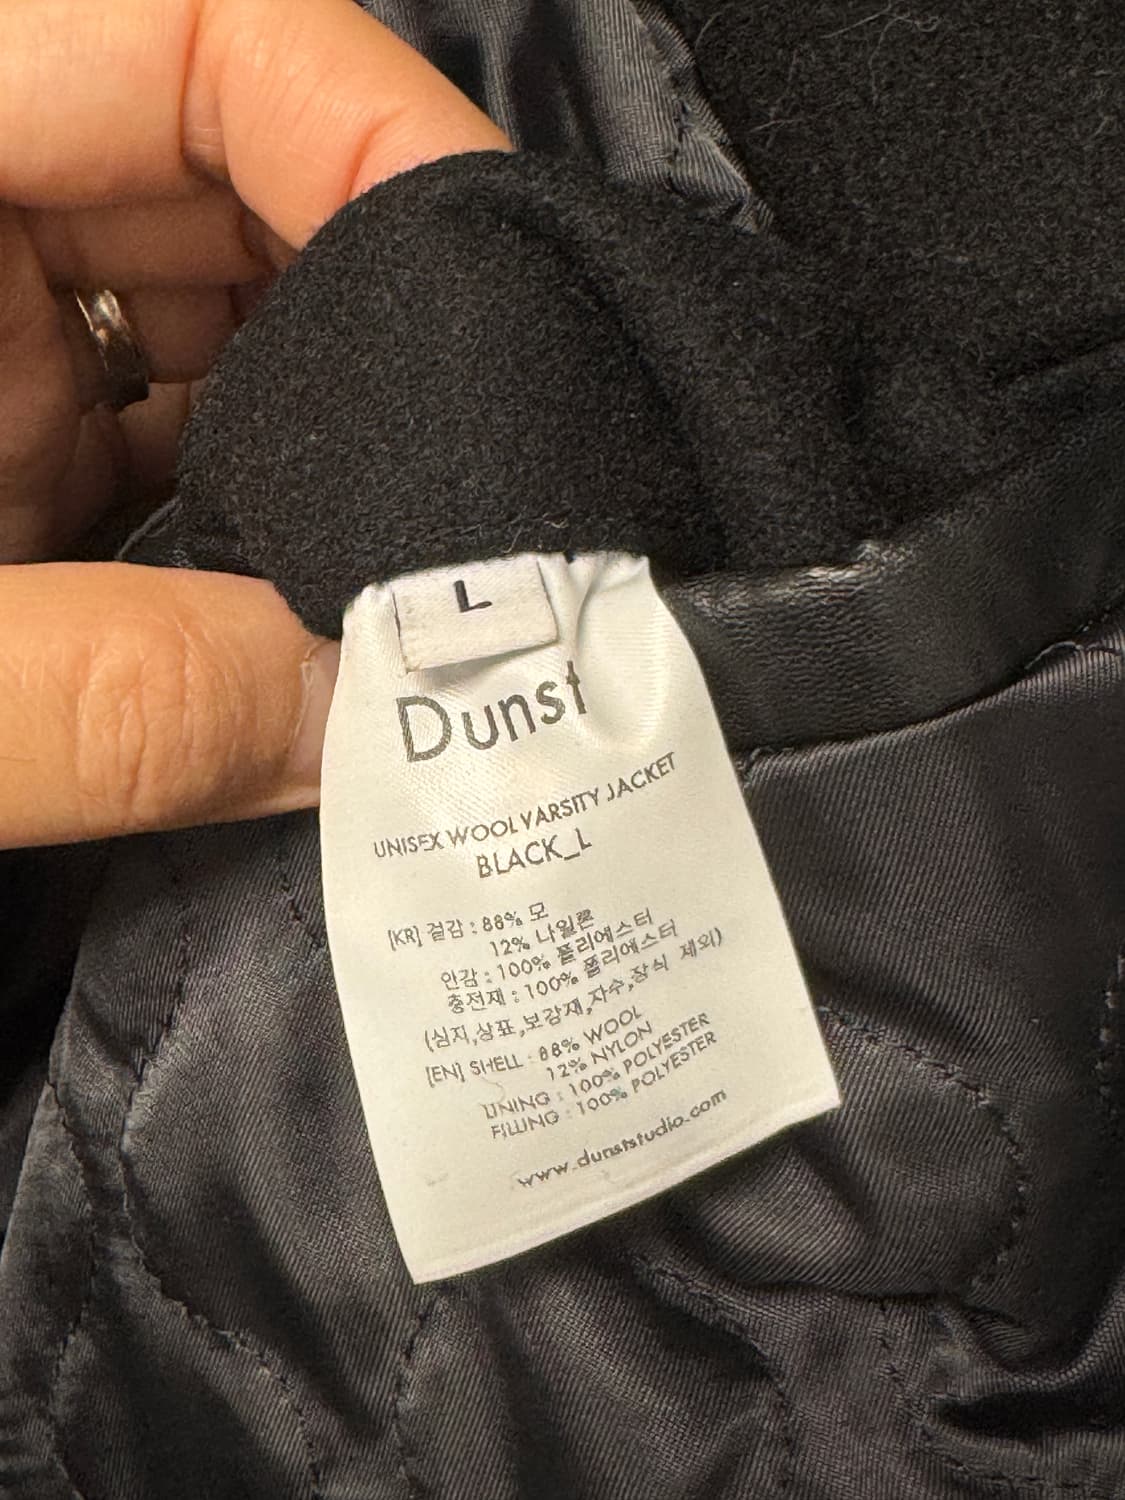 L
Dunst
UNISEX WOOL VARSITY JACKET
BLACK_L
[KR] 겉감 : 88% 모
12% 나일론
안감 : 100% 폴리에스터
충전재 : 100% 폴리에스터
(심지,상표,보강재,자수,장식 제외)
[EN] SHELL : 88% WOOL
12% NYLON
LINING : 100% POLYESTER
FILLING : 100% POLYESTER
www.dunststudio.com